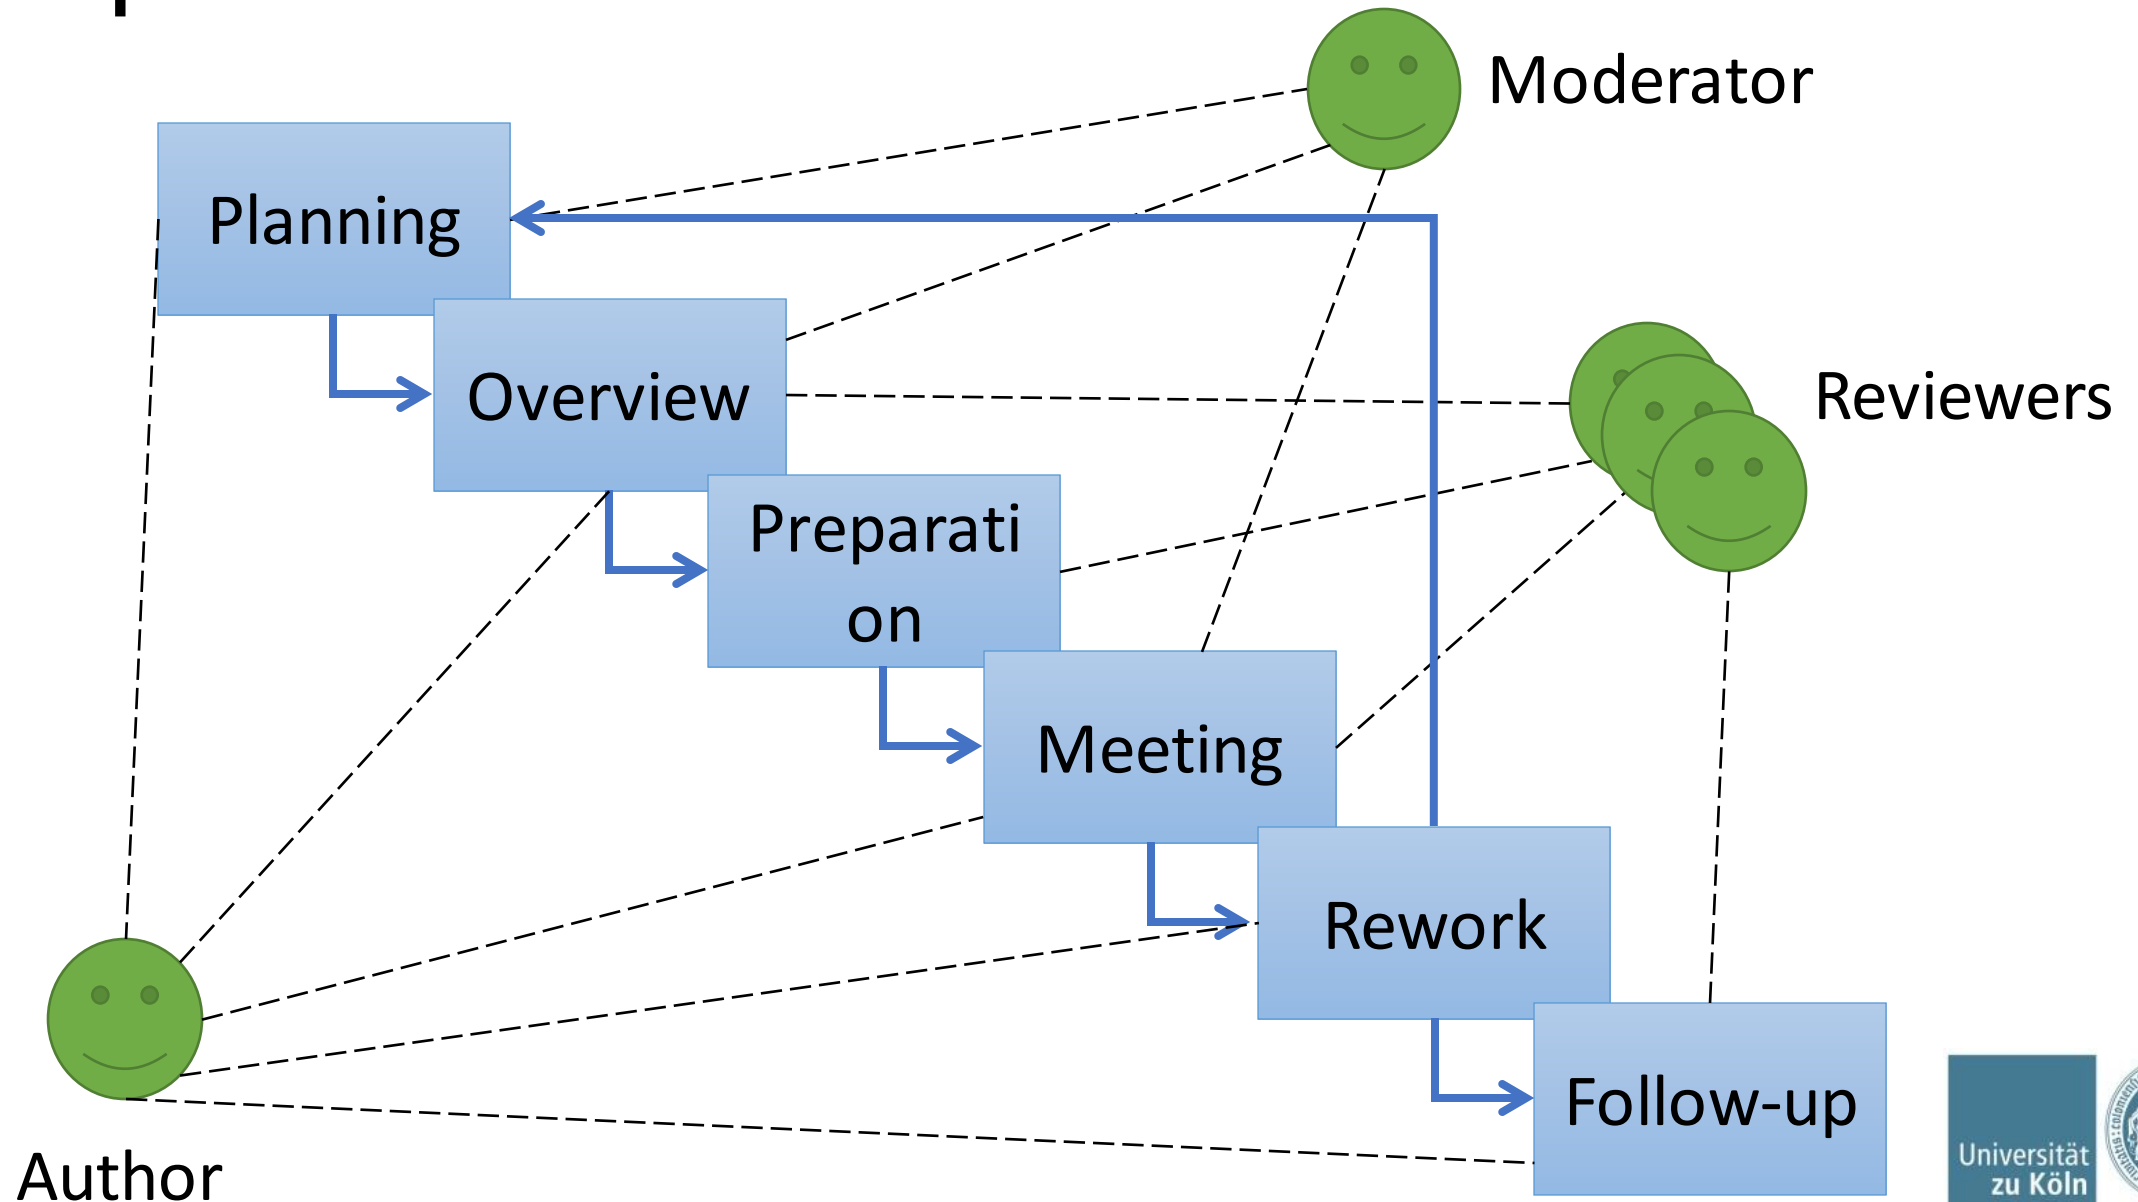 Moderator
Planning
Overview
Reviewers
Preparati
on
Meeting
Rework
Follow-up
Author
Universität
zu Köln